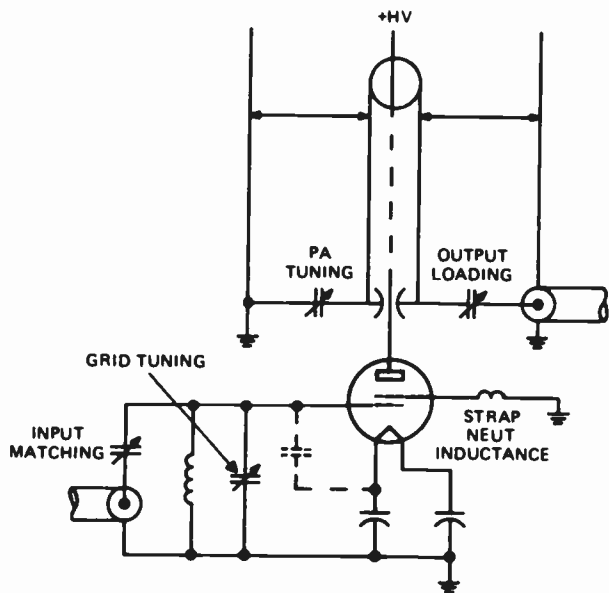 +HV
PA
TUNING
OUTPUT
LOADING
GRID TUNING
INPUT
MATCHING
STRAP
NEUT
INDUCTANCE